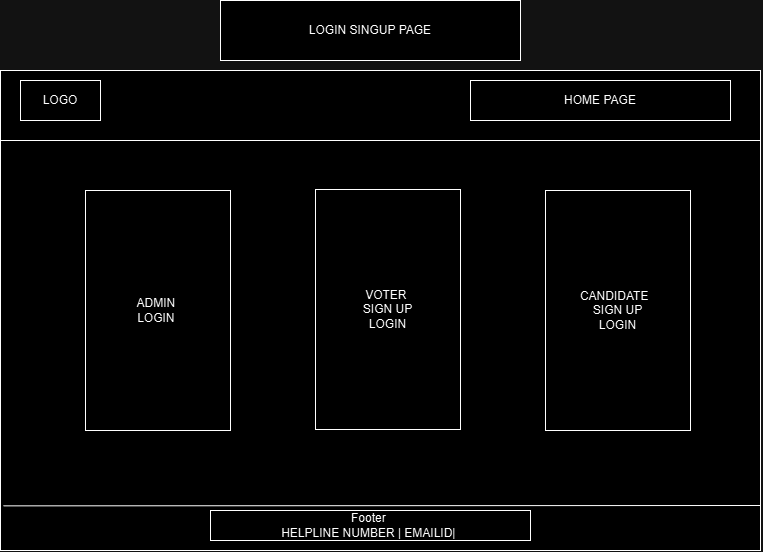 LOGIN SINGUP PAGE
LOGO
HOME PAGE
ADMIN
LOGIN
VOTER
SIGN UP
LOGIN
CANDIDATE
SIGN UP
LOGIN
Footer
HELPLINE NUMBER | EMAILID|